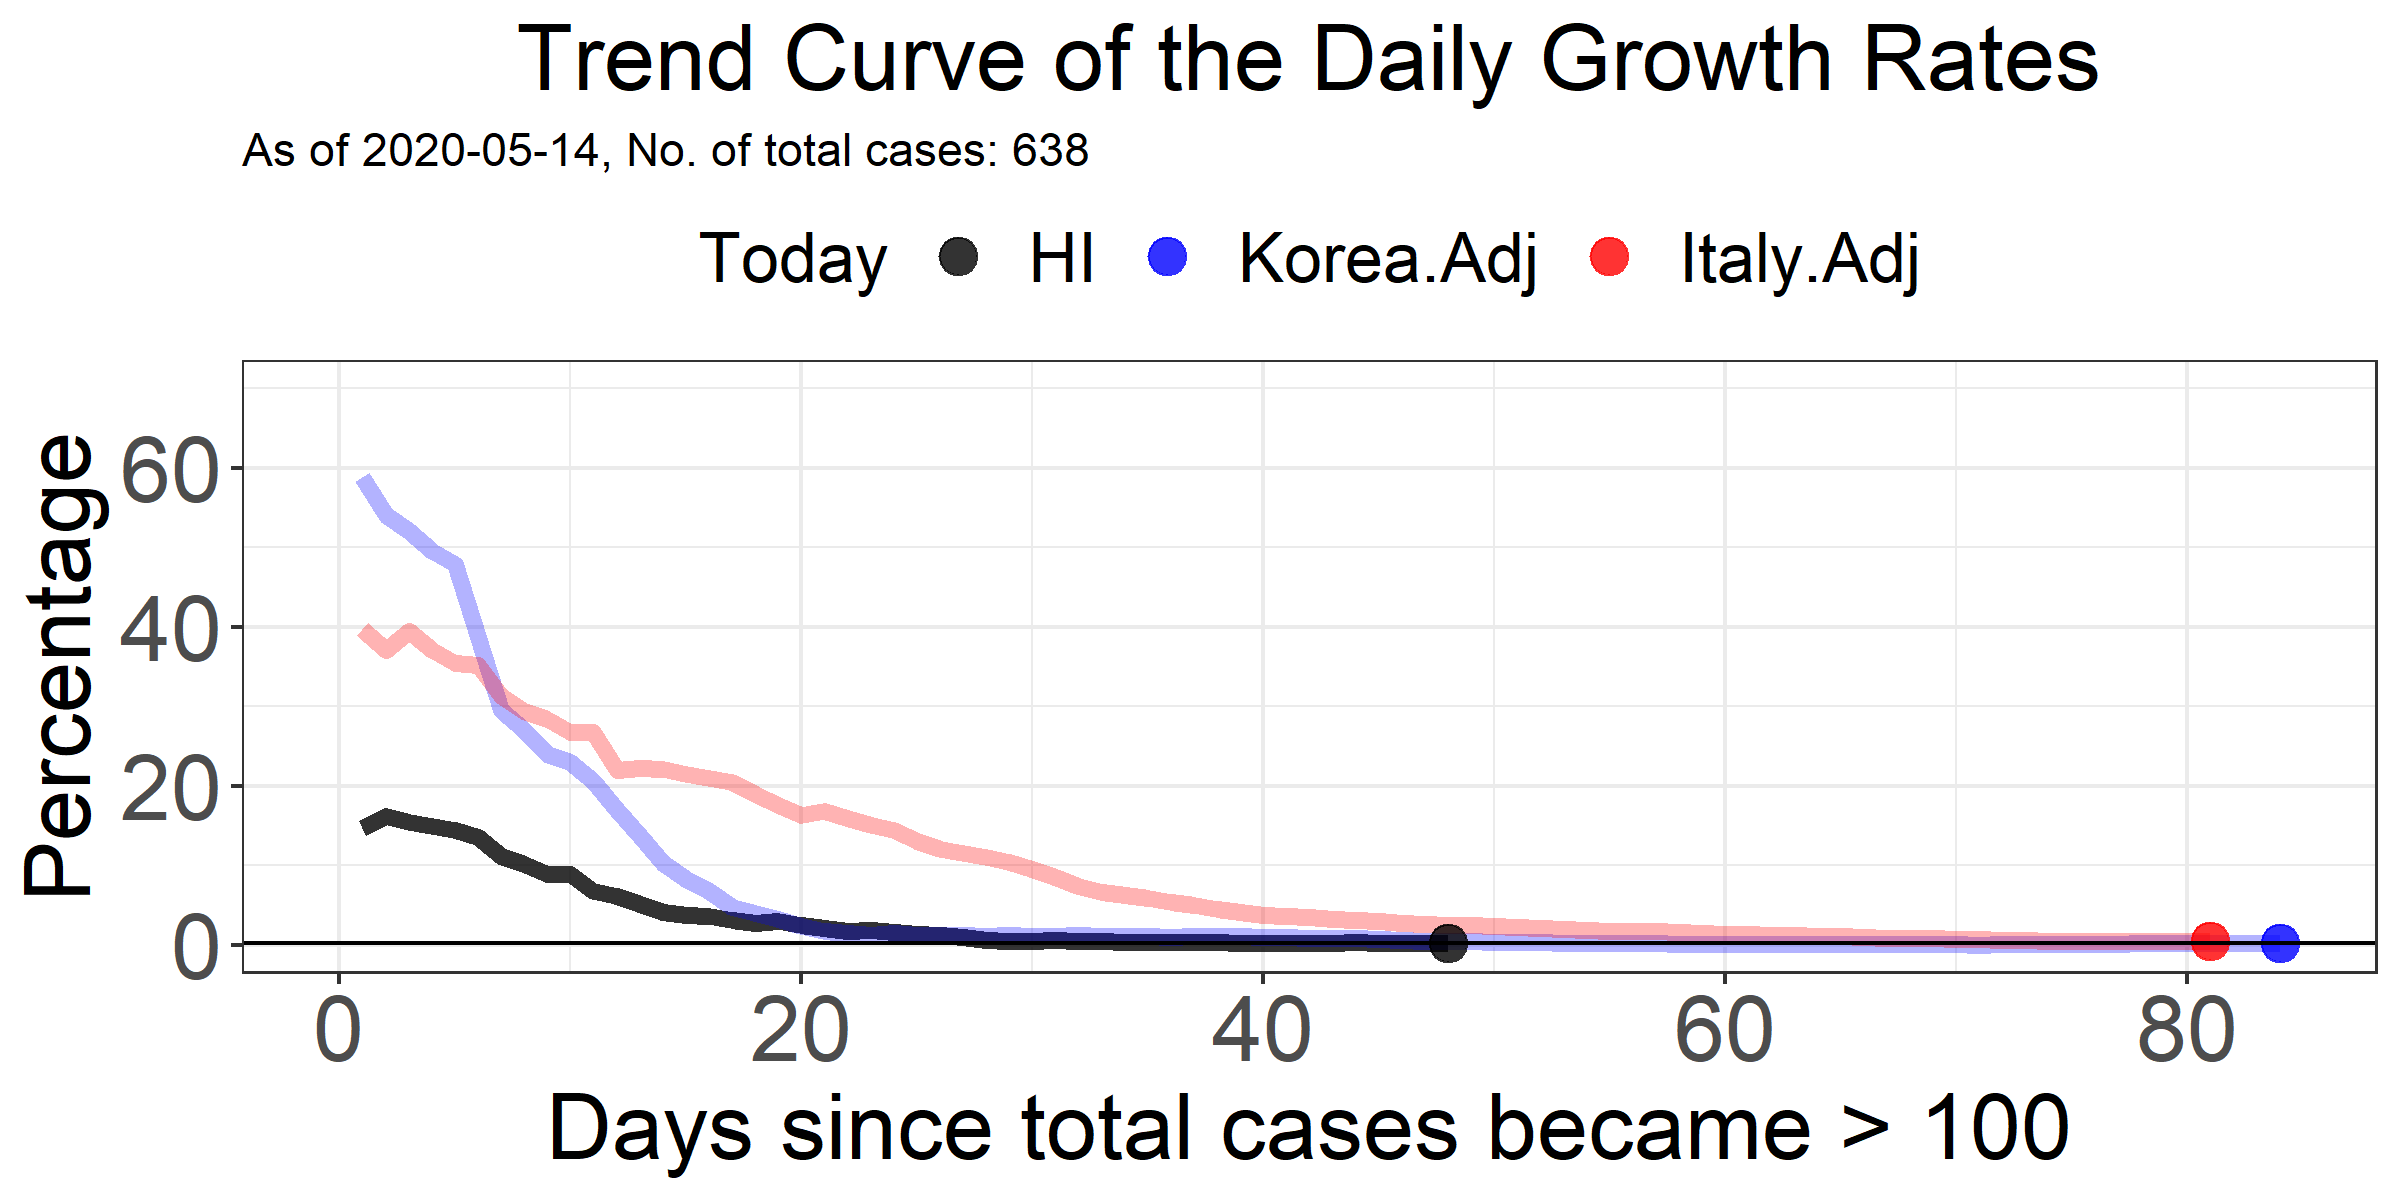 Trend Curve of the Daily Growth Rates
As of 2020-05-14, No. of total cases: 638
Today HI Korea.Adj Italy.Adj
Percentage
60
40
20
0
0 20 40 60 80
Days since total cases became > 100